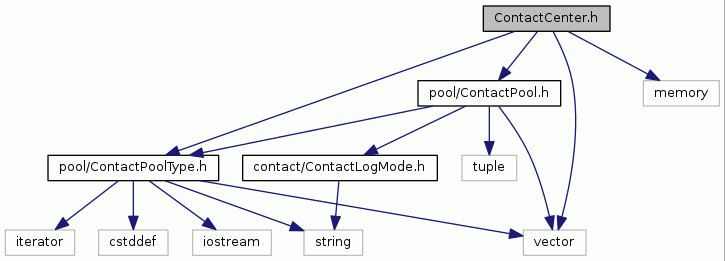 ContactCenter.h
pool/ContactPool.h
memory
pool/ContactPoolType.h
contact/ContactLogMode.h
tuple
iterator
cstddef
iostream
string
vector